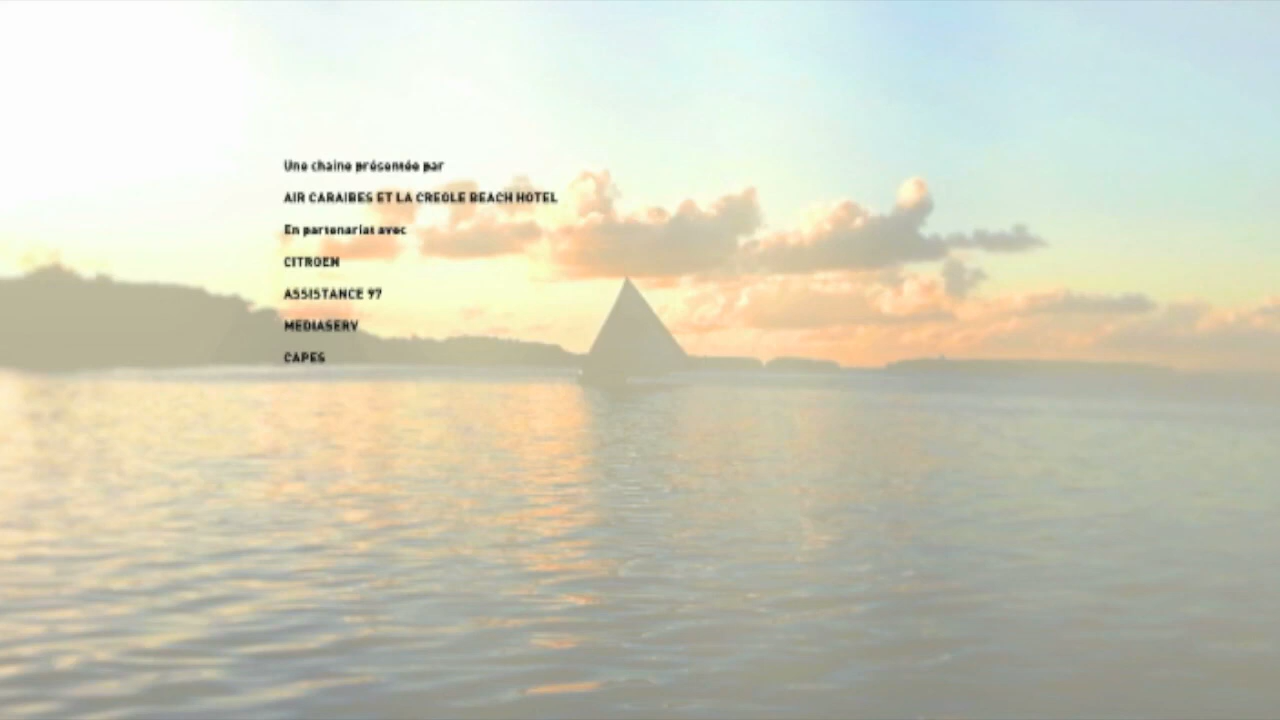 Une chaine présentée par
AIR CARAIBES ET LA CREOLE BEACH HOTEL
En partenariat avec
CITROEN
ASSISTANCE 97
MEDIASERV
CAPES